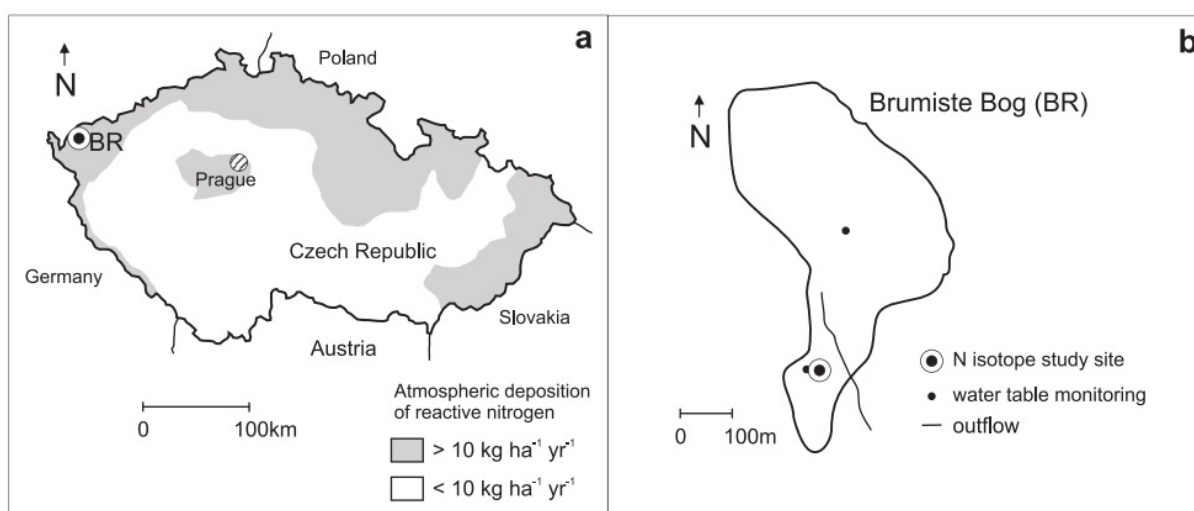 a
N
Poland
BR
Prague
Czech Republic
Germany
Slovakia
Austria
0 100km
Atmospheric deposition
of reactive nitrogen
> 10 kg ha⁻¹ yr⁻¹
< 10 kg ha⁻¹ yr⁻¹
b
N
Brumiste Bog (BR)
N isotope study site
water table monitoring
outflow
0 100m